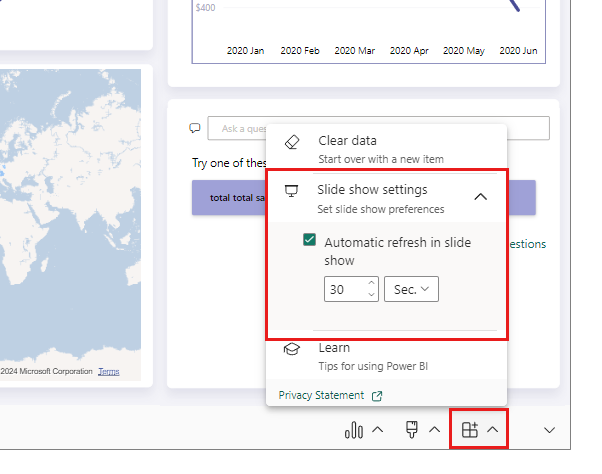 $400
2020 Jan 2020 Feb 2020 Mar 2020 Apr 2020 May 2020 Jun
Ask a ques
Try one of thes
total total sa
estions
Clear data
Start over with a new item
Slide show settings
Set slide show preferences
Automatic refresh in slide
show
30 Sec.
Learn
Tips for using Power BI
Privacy Statement
2024 Microsoft Corporation Terms